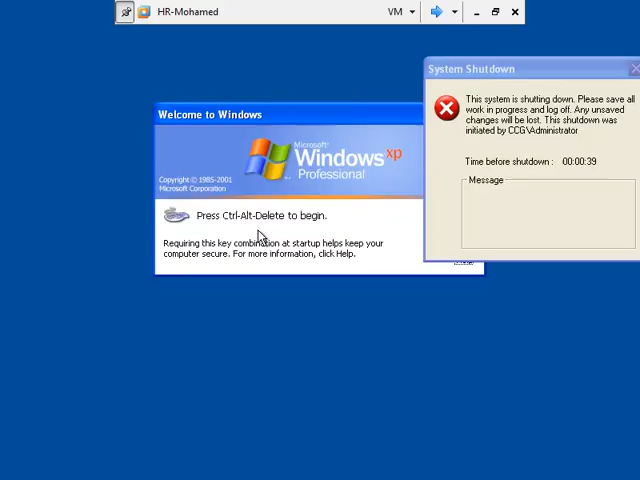 HR-Mohamed
VM
System Shutdown
This system is shutting down. Please save all
work in progress and log off. Any unsaved
changes will be lost. This shutdown was
initiated by CCG\Administrator
Time before shutdown : 00:00:39
Message
Welcome to Windows
Microsoft
Windows xp
Professional
Copyright © 1985-2001
Microsoft Corporation
Press Ctrl-Alt-Delete to begin.
Requiring this key combination at startup helps keep your
computer secure. For more information, click Help.